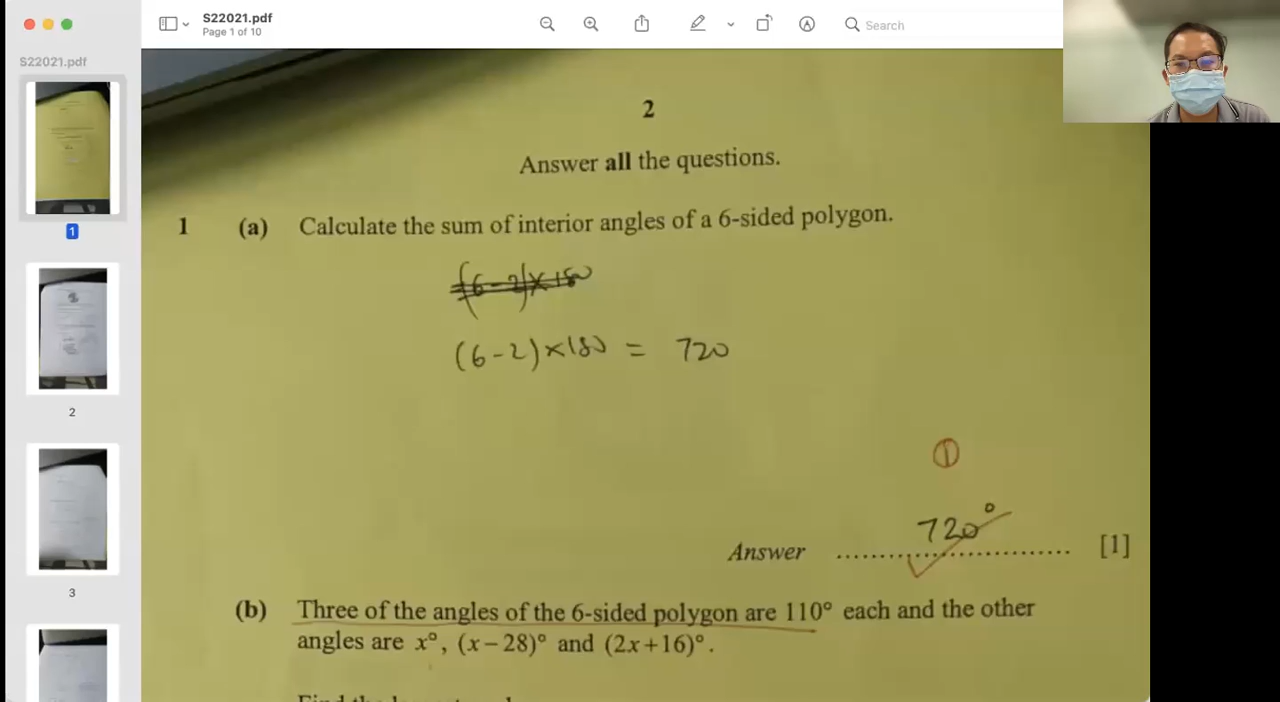 S22021.pdf
Page 1 of 10
Search
S22021.pdf
1
2
3
2
Answer all the questions.
1 (a) Calculate the sum of interior angles of a 6-sided polygon.
(6-2)×180
(6-2)×180 = 720
1
720°
Answer ........................... [1]
(b) Three of the angles of the 6-sided polygon are 110° each and the other
angles are x°, (x-28)° and (2x+16)°.